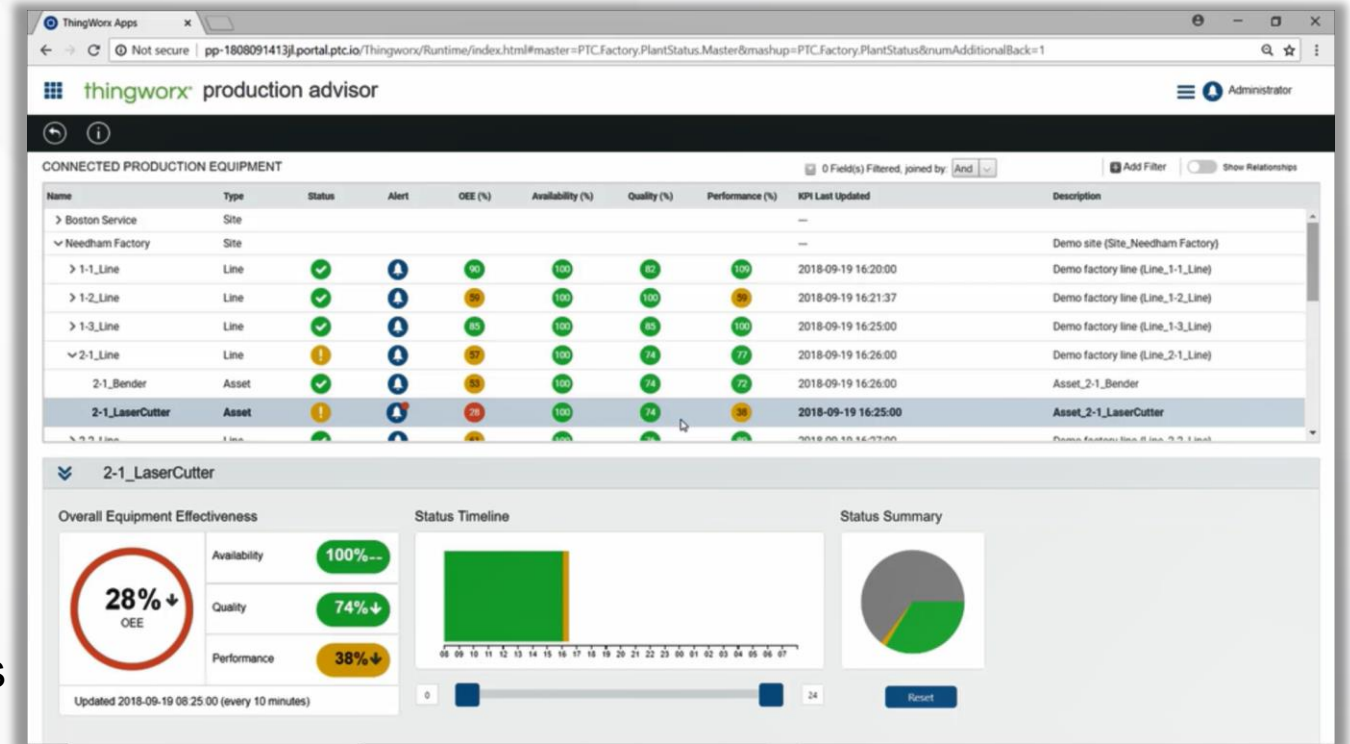 ThingWorx Apps
Not secure | pp-1808091413jl.portal.ptc.io/Thingworx/Runtime/index.html#master=PTC.Factory.PlantStatus.Master&mashup=PTC.Factory.PlantStatus&numAdditionalBack=1
thingworx production advisor Administrator
CONNECTED PRODUCTION EQUIPMENT 0 Field(s) Filtered, joined by: And Add Filter Show Relationships
Name Type Status Alert OEE (%) Availability (%) Quality (%) Performance (%) KPI Last Updated Description
Boston Service Site —
Needham Factory Site — Demo site (Site_Needham Factory)
1-1_Line Line 90 100 82 109 2018-09-19 16:20:00 Demo factory line (Line_1-1_Line)
1-2_Line Line 59 100 100 59 2018-09-19 16:21:37 Demo factory line (Line_1-2_Line)
1-3_Line Line 85 100 85 100 2018-09-19 16:25:00 Demo factory line (Line_1-3_Line)
2-1_Line Line 57 100 74 77 2018-09-19 16:26:00 Demo factory line (Line_2-1_Line)
2-1_Bender Asset 53 100 74 72 2018-09-19 16:26:00 Asset_2-1_Bender
2-1_LaserCutter Asset 28 100 74 38 2018-09-19 16:25:00 Asset_2-1_LaserCutter
2-1_LaserCutter
Overall Equipment Effectiveness Status Timeline Status Summary
Availability 100%--
28%
OEE
Quality 74%
Performance 38%
08 09 10 11 12 13 14 15 16 17 18 19 20 21 22 23 00 01 02 03 04 05 06 07
Updated 2018-09-19 08:25:00 (every 10 minutes) 0 24 Reset
s